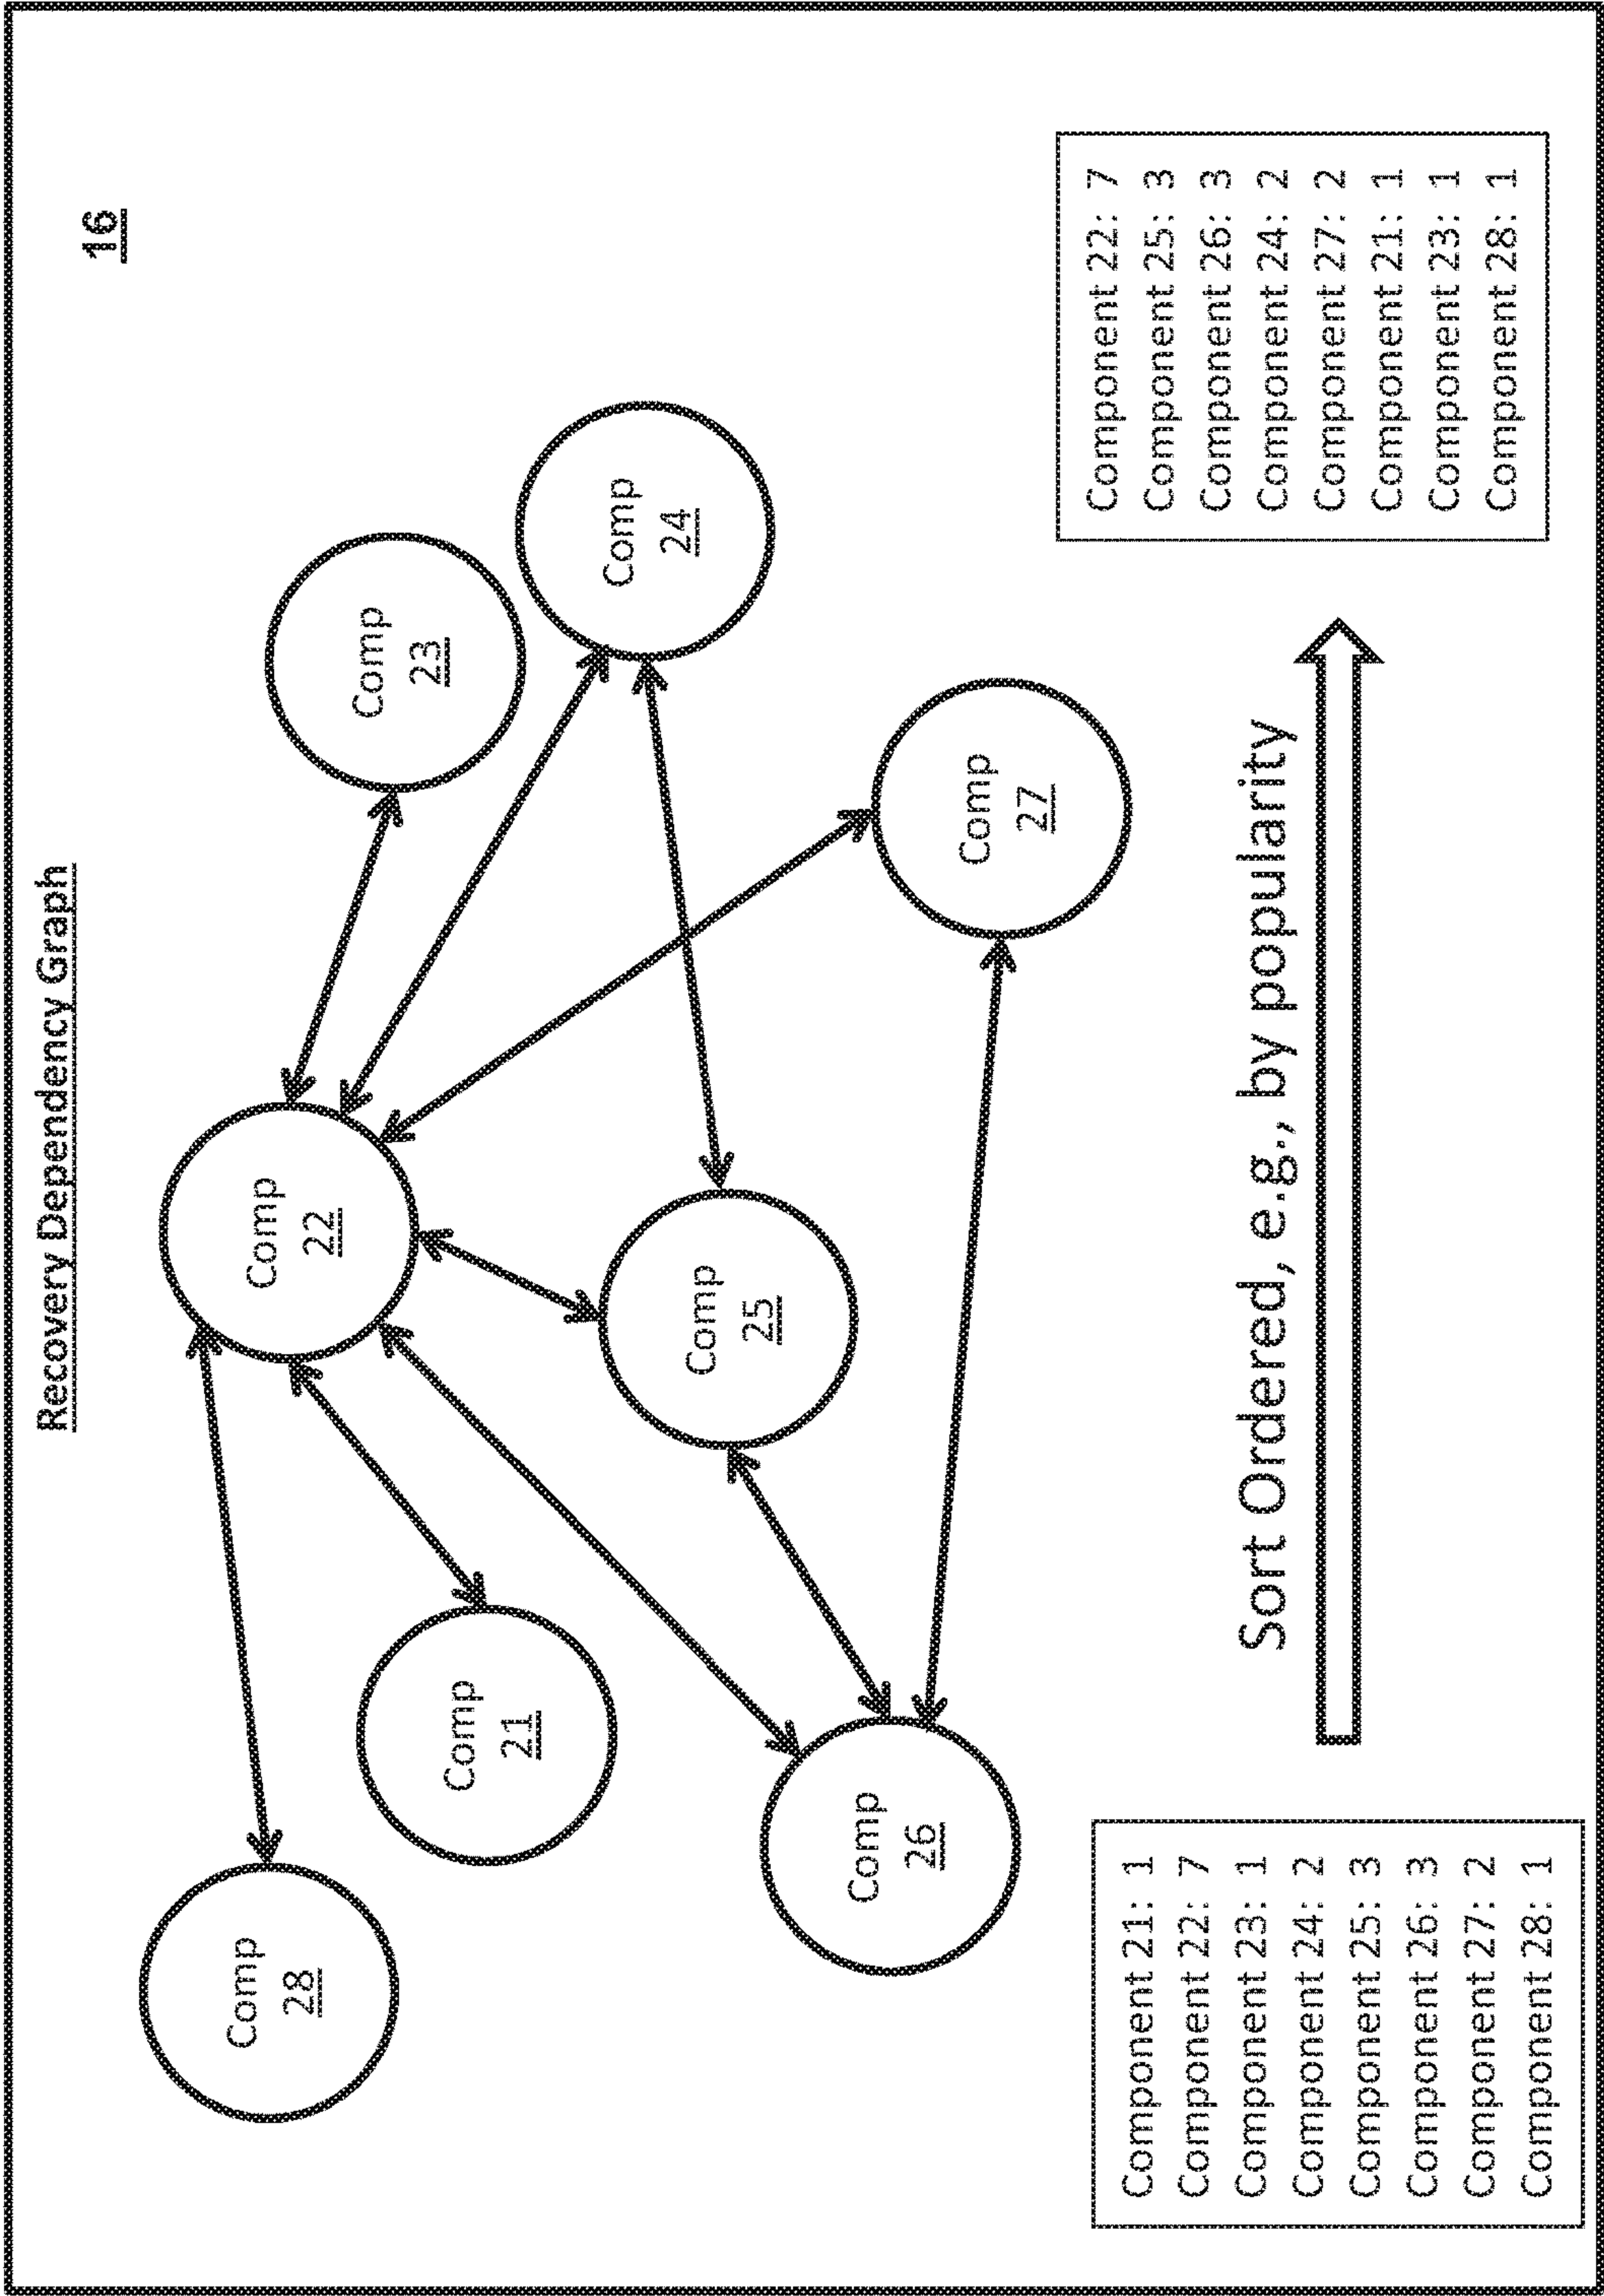 Recovery Dependency Graph
16
Comp
28
Comp
21
Comp
22
Comp
23
Comp
24
Comp
25
Comp
26
Comp
27
Component 21: 1
Component 22: 7
Component 23: 1
Component 24: 2
Component 25: 3
Component 26: 3
Component 27: 2
Component 28: 1
Sort Ordered, e.g., by popularity
Component 22: 7
Component 25: 3
Component 26: 3
Component 24: 2
Component 27: 2
Component 21: 1
Component 23: 1
Component 28: 1